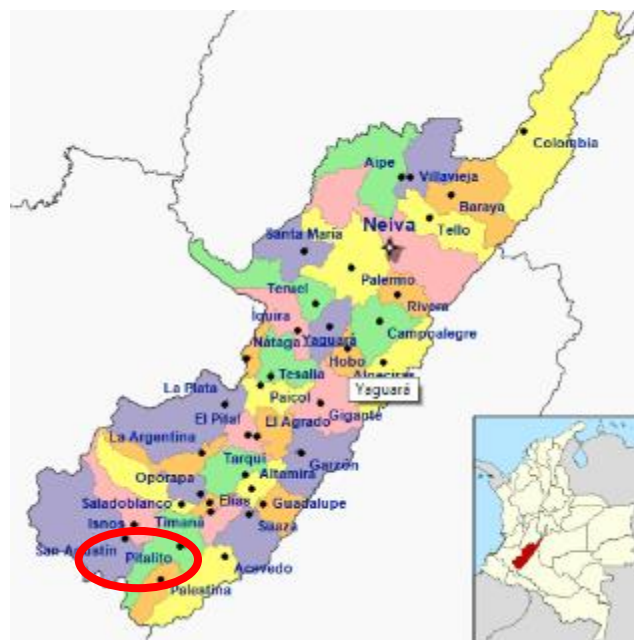 Colombia
Aipe
Villavieja
Baraya
Neiva
Tello
Santa María
Palermo
Teruel
Rivera
Íquira
Yaguará
Campoalegre
Nátaga
Hobo
Tesalia
Yaguará
La Plata
Paicol
Gigante
El Pital
El Agrado
La Argentina
Tarqui
Garzón
Oporapa
Altamira
Saladoblanco
Elías
Guadalupe
Isnos
Timaná
Suaza
San Agustín
Pitalito
Acevedo
Palestina